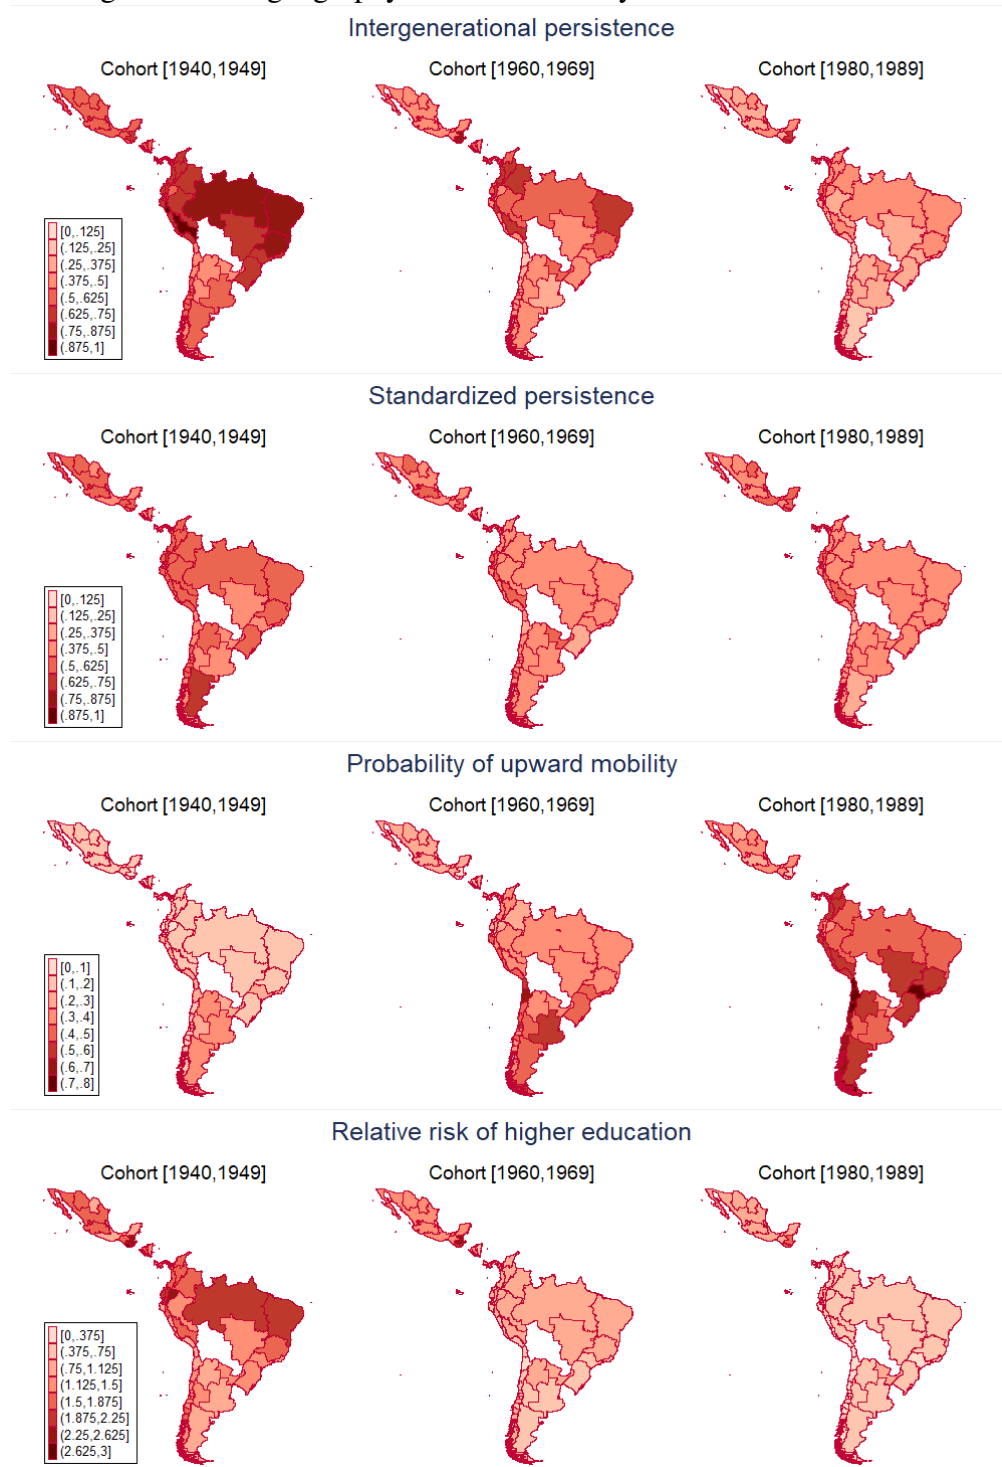 Intergenerational persistence
Cohort [1940,1949]
Cohort [1960,1969]
Cohort [1980,1989]
[0,.125]
(.125,.25]
(.25,.375]
(.375,.5]
(.5,.625]
(.625,.75]
(.75,.875]
(.875,1]
Standardized persistence
Cohort [1940,1949]
Cohort [1960,1969]
Cohort [1980,1989]
[0,.125]
(.125,.25]
(.25,.375]
(.375,.5]
(.5,.625]
(.625,.75]
(.75,.875]
(.875,1]
Probability of upward mobility
Cohort [1940,1949]
Cohort [1960,1969]
Cohort [1980,1989]
[0,.1]
(.1,.2]
(.2,.3]
(.3,.4]
(.4,.5]
(.5,.6]
(.6,.7]
(.7,.8]
Relative risk of higher education
Cohort [1940,1949]
Cohort [1960,1969]
Cohort [1980,1989]
[0,.375]
(.375,.75]
(.75,1.125]
(1.125,1.5]
(1.5,1.875]
(1.875,2.25]
(2.25,2.625]
(2.625,3]